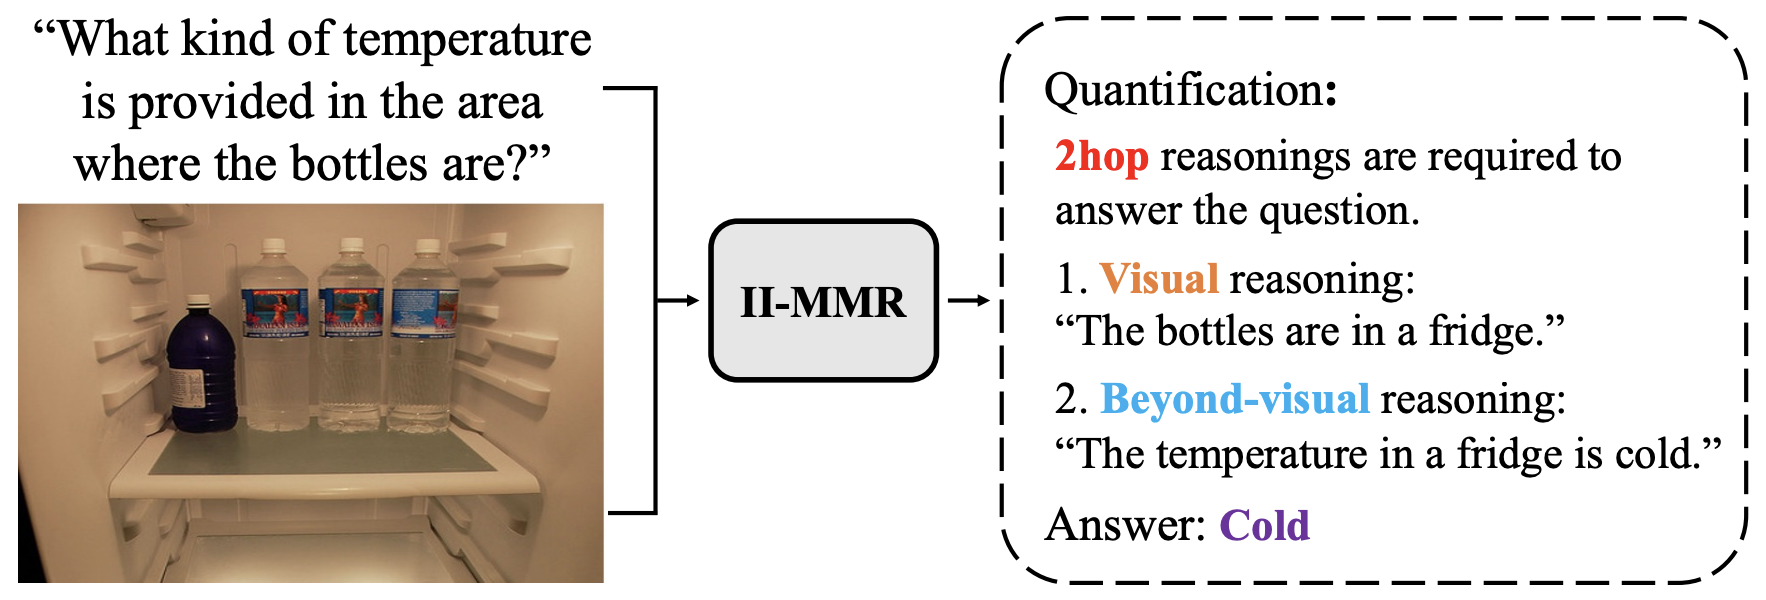 “What kind of temperature
is provided in the area
where the bottles are?”
II-MMR
Quantification:
2hop reasonings are required to
answer the question.
1. Visual reasoning:
“The bottles are in a fridge.”
2. Beyond-visual reasoning:
“The temperature in a fridge is cold.”
Answer: Cold